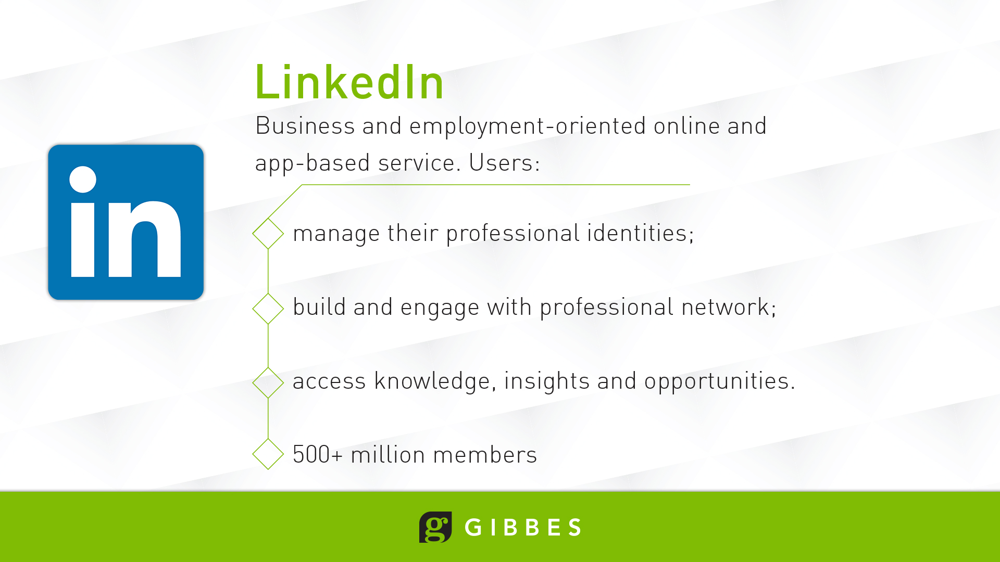 LinkedIn
Business and employment-oriented online and
app-based service. Users:
in
manage their professional identities;
build and engage with professional network;
access knowledge, insights and opportunities.
500+ million members
g GIBBES